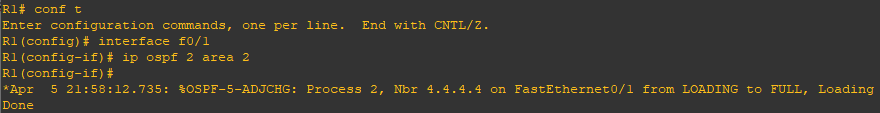 R1# conf t
Enter configuration commands, one per line.  End with CNTL/Z.
R1(config)# interface f0/1
R1(config-if)# ip ospf 2 area 2
R1(config-if)#
*Apr  5 21:58:12.735: %OSPF-5-ADJCHG: Process 2, Nbr 4.4.4.4 on FastEthernet0/1 from LOADING to FULL, Loading
Done